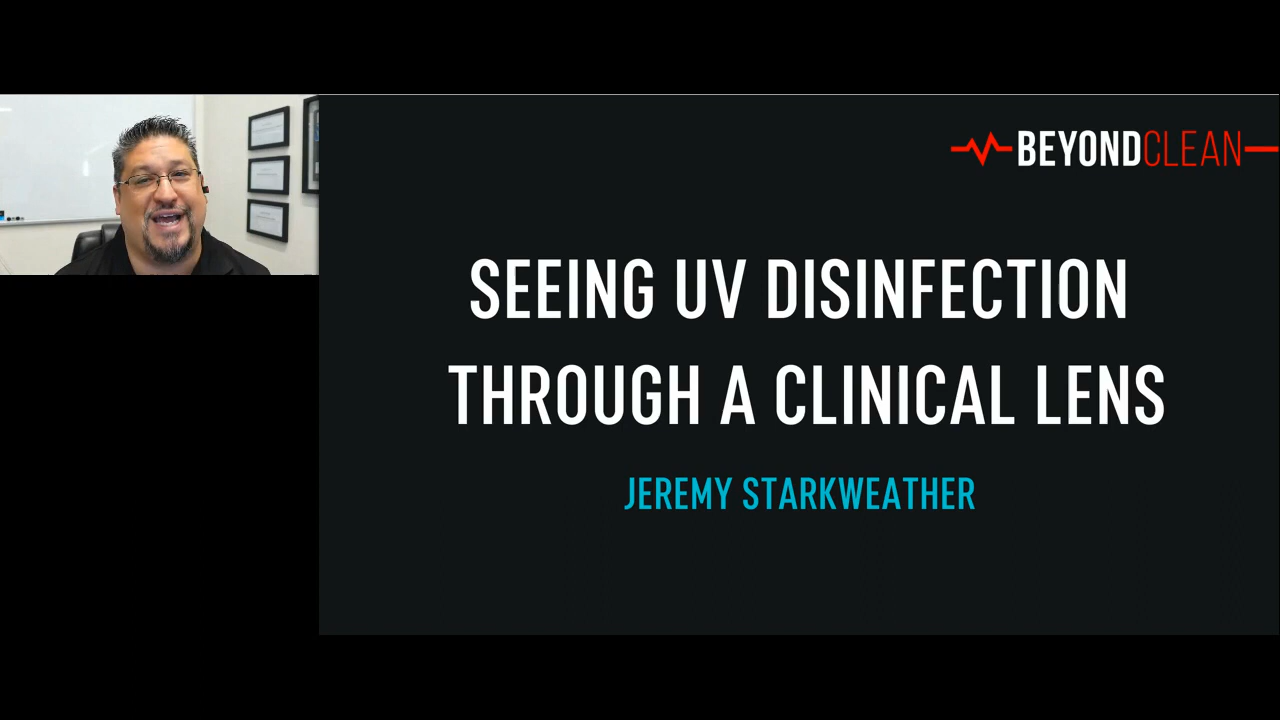 BEYONDCLEAN
SEEING UV DISINFECTION
THROUGH A CLINICAL LENS
JEREMY STARKWEATHER